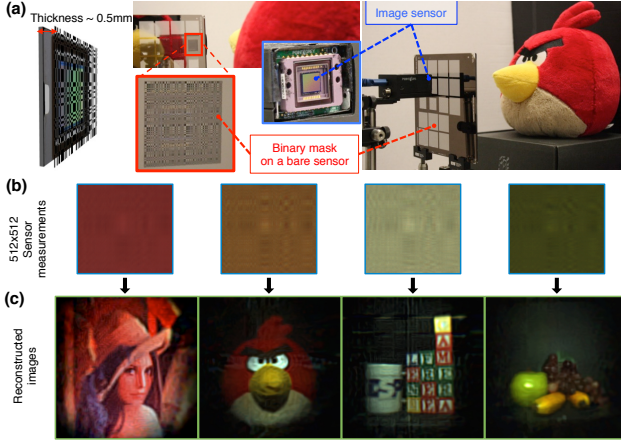 (a)
Thickness ~ 0.5mm
Image sensor
Binary mask
on a bare sensor
(b)
512x512
Sensor
measurements
(c)
Reconstructed
images